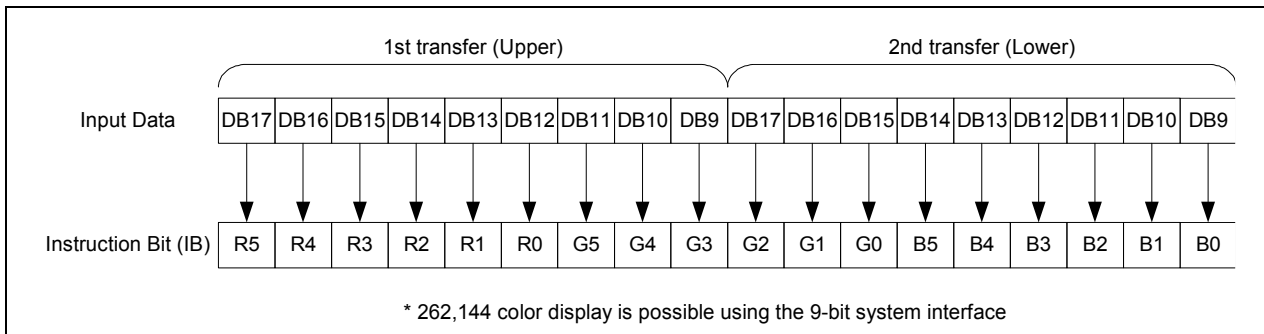 1st transfer (Upper) 2nd transfer (Lower)
Input Data DB17 DB16 DB15 DB14 DB13 DB12 DB11 DB10 DB9 DB17 DB16 DB15 DB14 DB13 DB12 DB11 DB10 DB9
Instruction Bit (IB) R5 R4 R3 R2 R1 R0 G5 G4 G3 G2 G1 G0 B5 B4 B3 B2 B1 B0
* 262,144 color display is possible using the 9-bit system interface